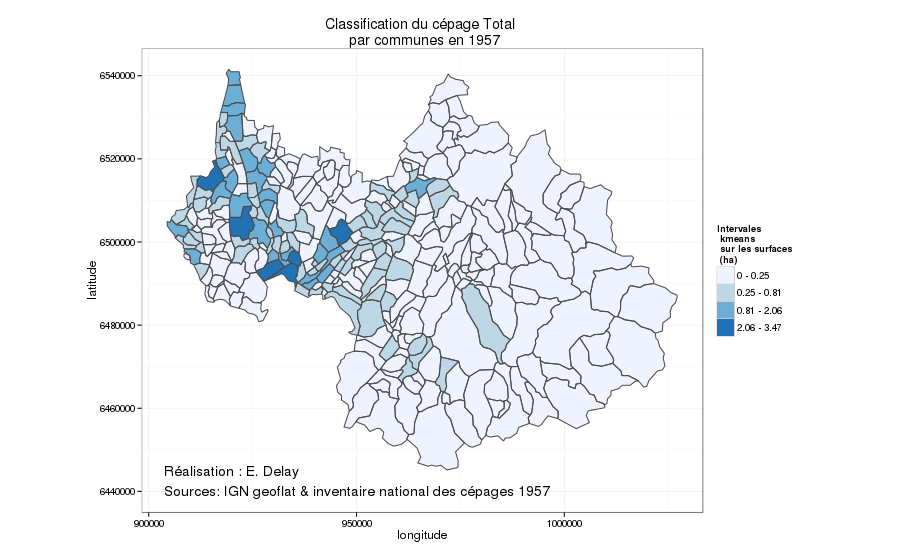 Classification du cépage Total
par communes en 1957
6540000
6520000
6500000
6480000
6460000
6440000
latitude
900000
950000
1000000
longitude
Réalisation : E. Delay
Sources: IGN geoflat & inventaire national des cépages 1957
Intervales
kmeans
sur les surfaces
(ha)
0 - 0.25
0.25 - 0.81
0.81 - 2.06
2.06 - 3.47